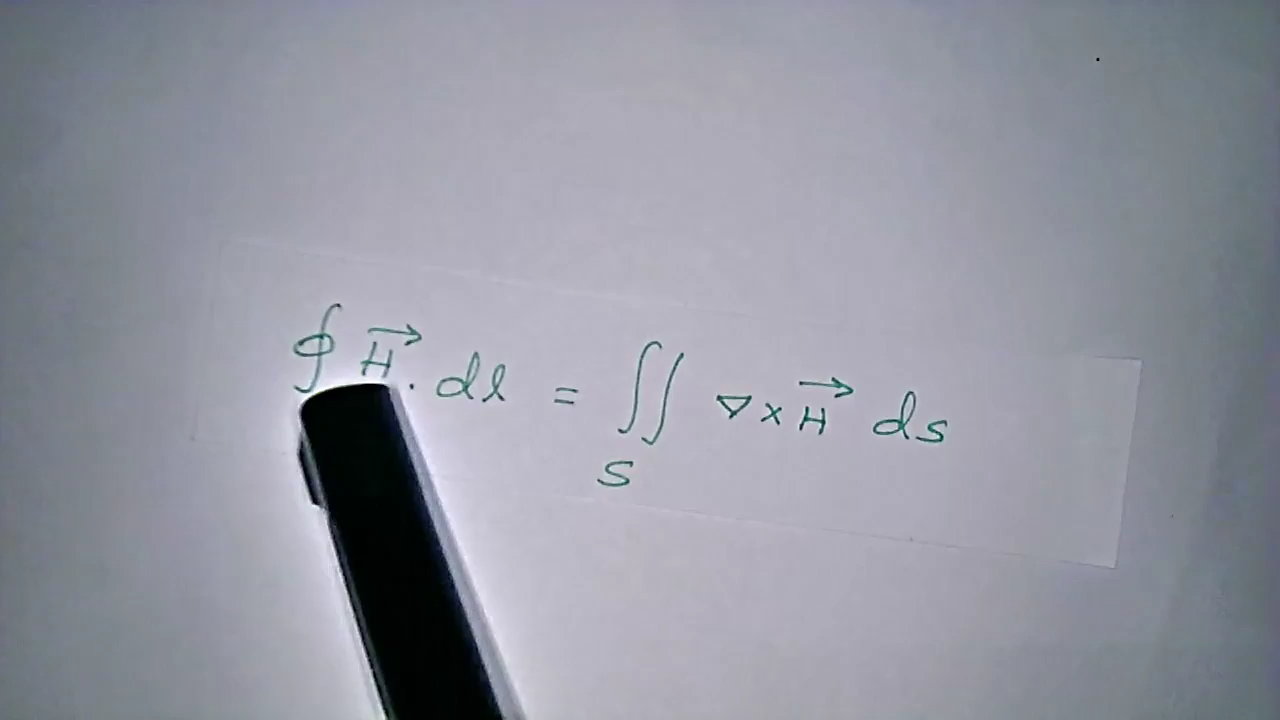 ∮ H⃗ . dl = ∬ ∇ × H⃗ ds
S